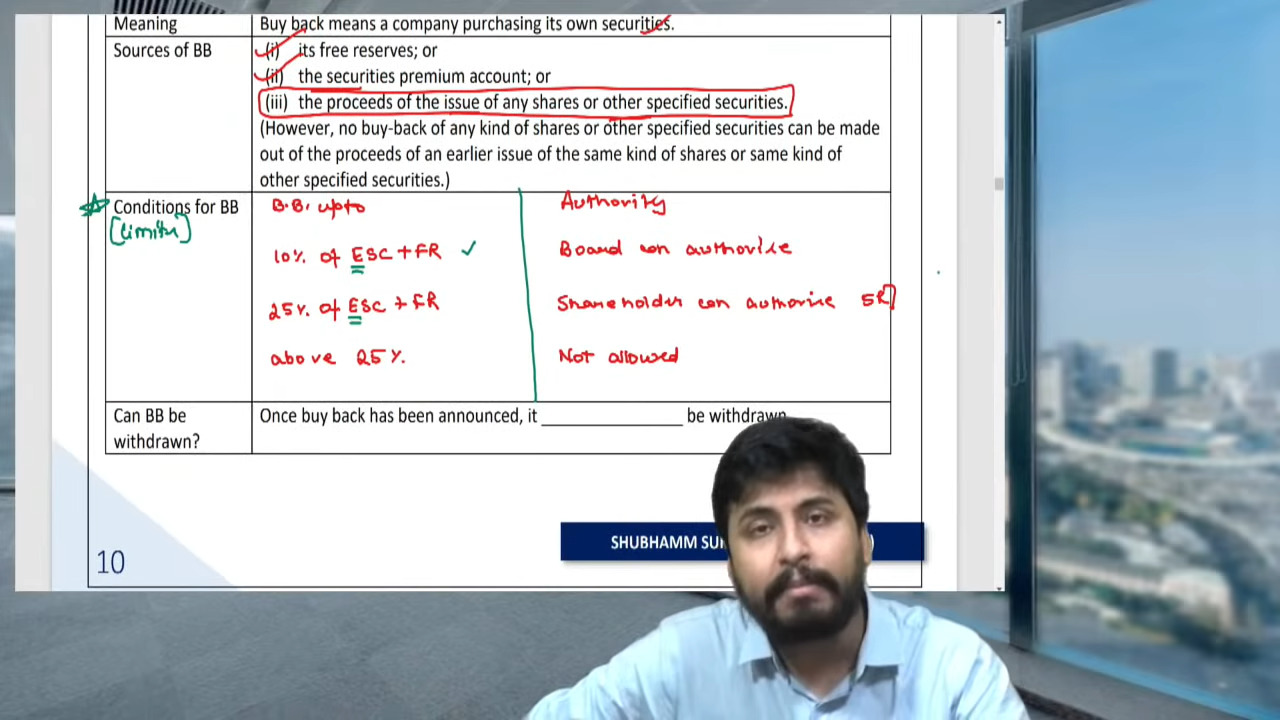 Meaning Buy back means a company purchasing its own securities.
Sources of BB (i) its free reserves; or
(ii) the securities premium account; or
(iii) the proceeds of the issue of any shares or other specified securities.
(However, no buy-back of any kind of shares or other specified securities can be made
out of the proceeds of an earlier issue of the same kind of shares or same kind of
other specified securities.)
Conditions for BB B.B. upto Authority
[limits]
10% of ESC + FR Board can authorise
25% of ESC + FR Shareholder can authorise SR
above 25% Not allowed
Can BB be Once buy back has been announced, it ______________ be withdrawn
withdrawn?
SHUBHAMM
10